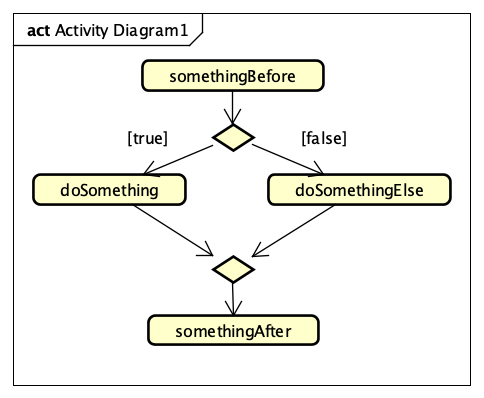 act Activity Diagram1
somethingBefore
[true] [false]
doSomething doSomethingElse
somethingAfter